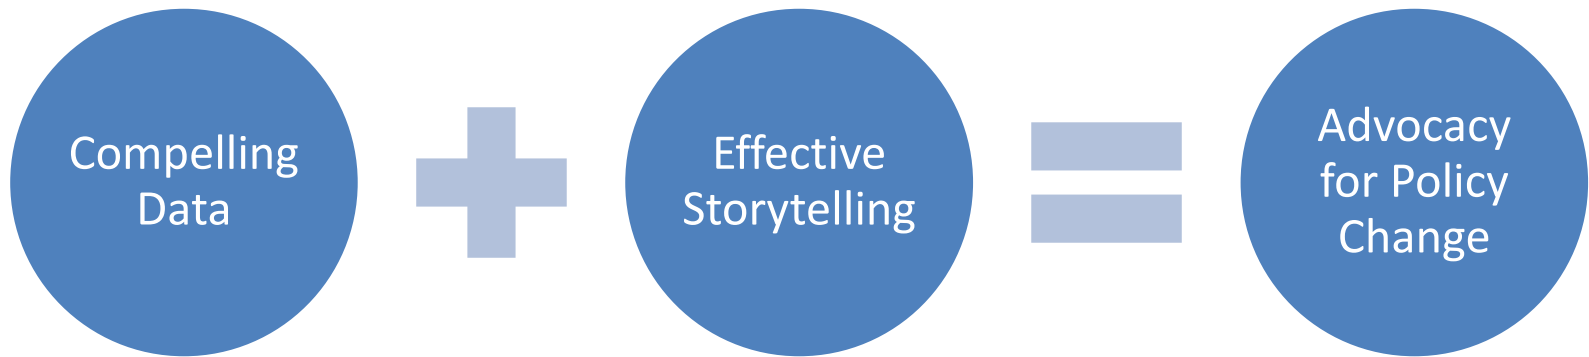 Compelling
Data
Effective
Storytelling
Advocacy
for Policy
Change